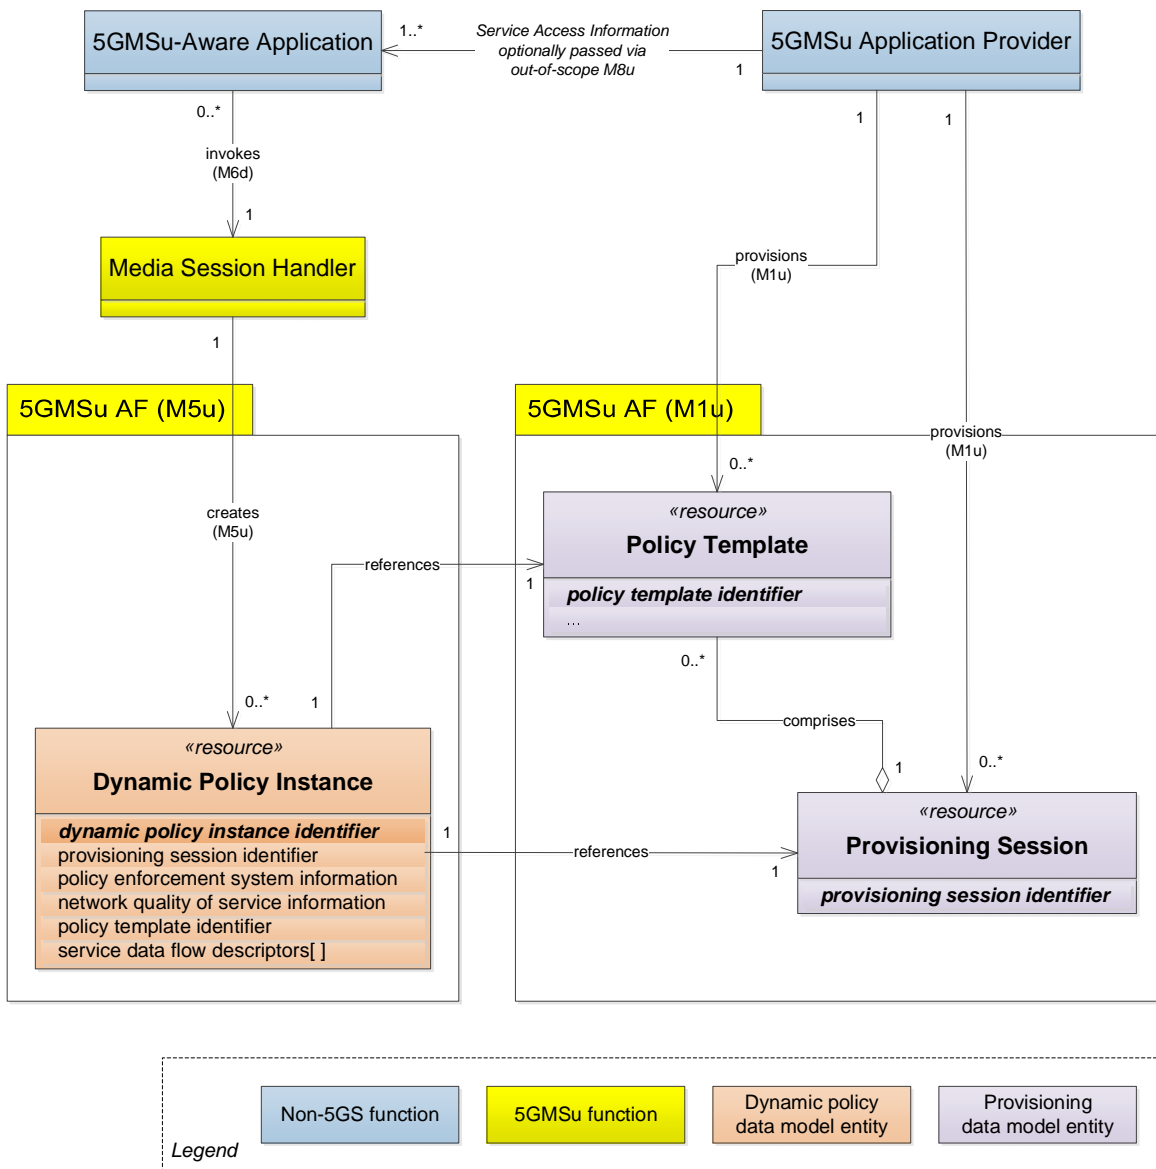 5GMSu-Aware Application
1..*
Service Access Information
optionally passed via
out-of-scope M8u
1
5GMSu Application Provider
0..*
invokes
(M6d)
1
1
1
Media Session Handler
1
provisions
(M1u)
5GMSu AF (M5u)
5GMSu AF (M1u)
provisions
(M1u)
0..*
creates
(M5u)
«resource»
Policy Template
policy template identifier
...
references
1
0..*
comprises
1
0..*
0..*
1
«resource»
Dynamic Policy Instance
dynamic policy instance identifier
provisioning session identifier
policy enforcement system information
network quality of service information
policy template identifier
service data flow descriptors[ ]
1
references
1
«resource»
Provisioning Session
provisioning session identifier
Legend
Non-5GS function
5GMSu function
Dynamic policy
data model entity
Provisioning
data model entity